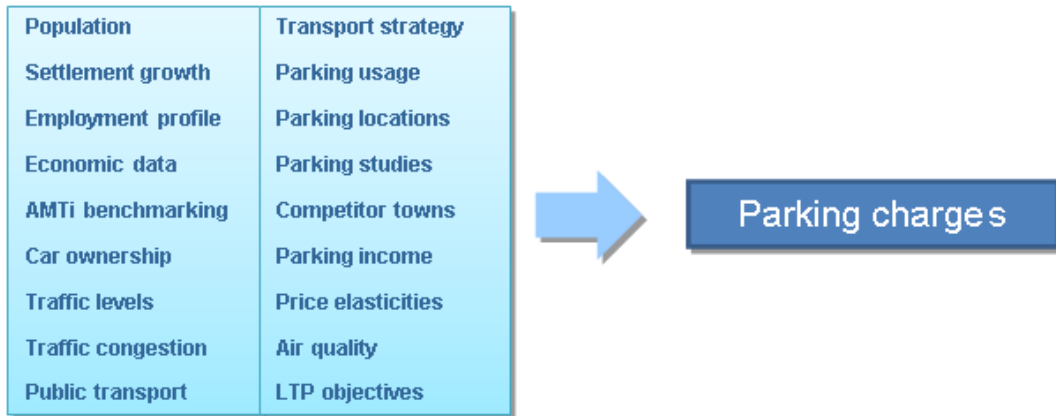 Population
Settlement growth
Employment profile
Economic data
AMTi benchmarking
Car ownership
Traffic levels
Traffic congestion
Public transport
Transport strategy
Parking usage
Parking locations
Parking studies
Competitor towns
Parking income
Price elasticities
Air quality
LTP objectives
Parking charges